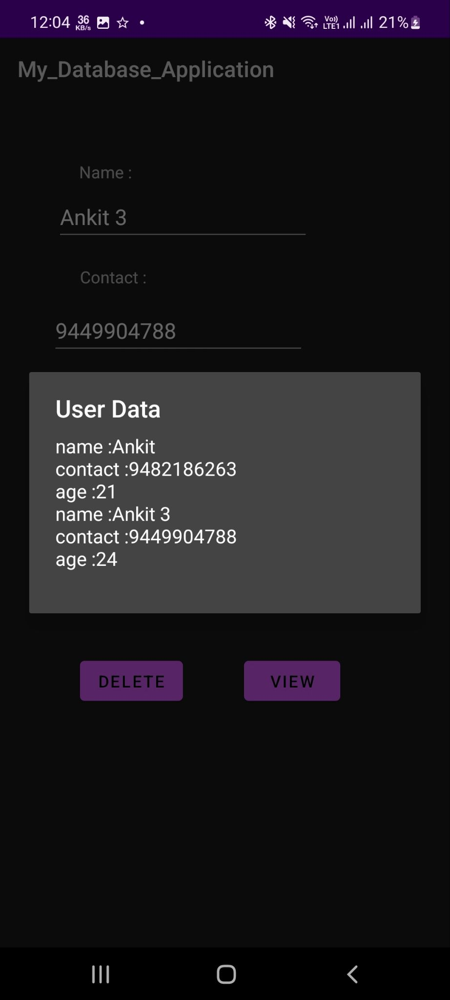 12:04 36 KB/s Vo)) LTE1 21%
My_Database_Application
Name :
Ankit 3
Contact :
9449904788
User Data
name :Ankit
contact :9482186263
age :21
name :Ankit 3
contact :9449904788
age :24
DELETE VIEW